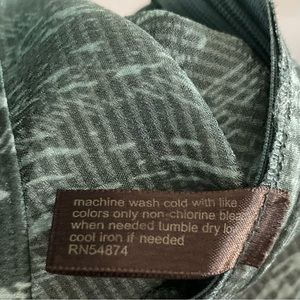 machine wash cold with like
colors only non-chlorine
when needed tumble dry low
cool iron if needed
RN54874